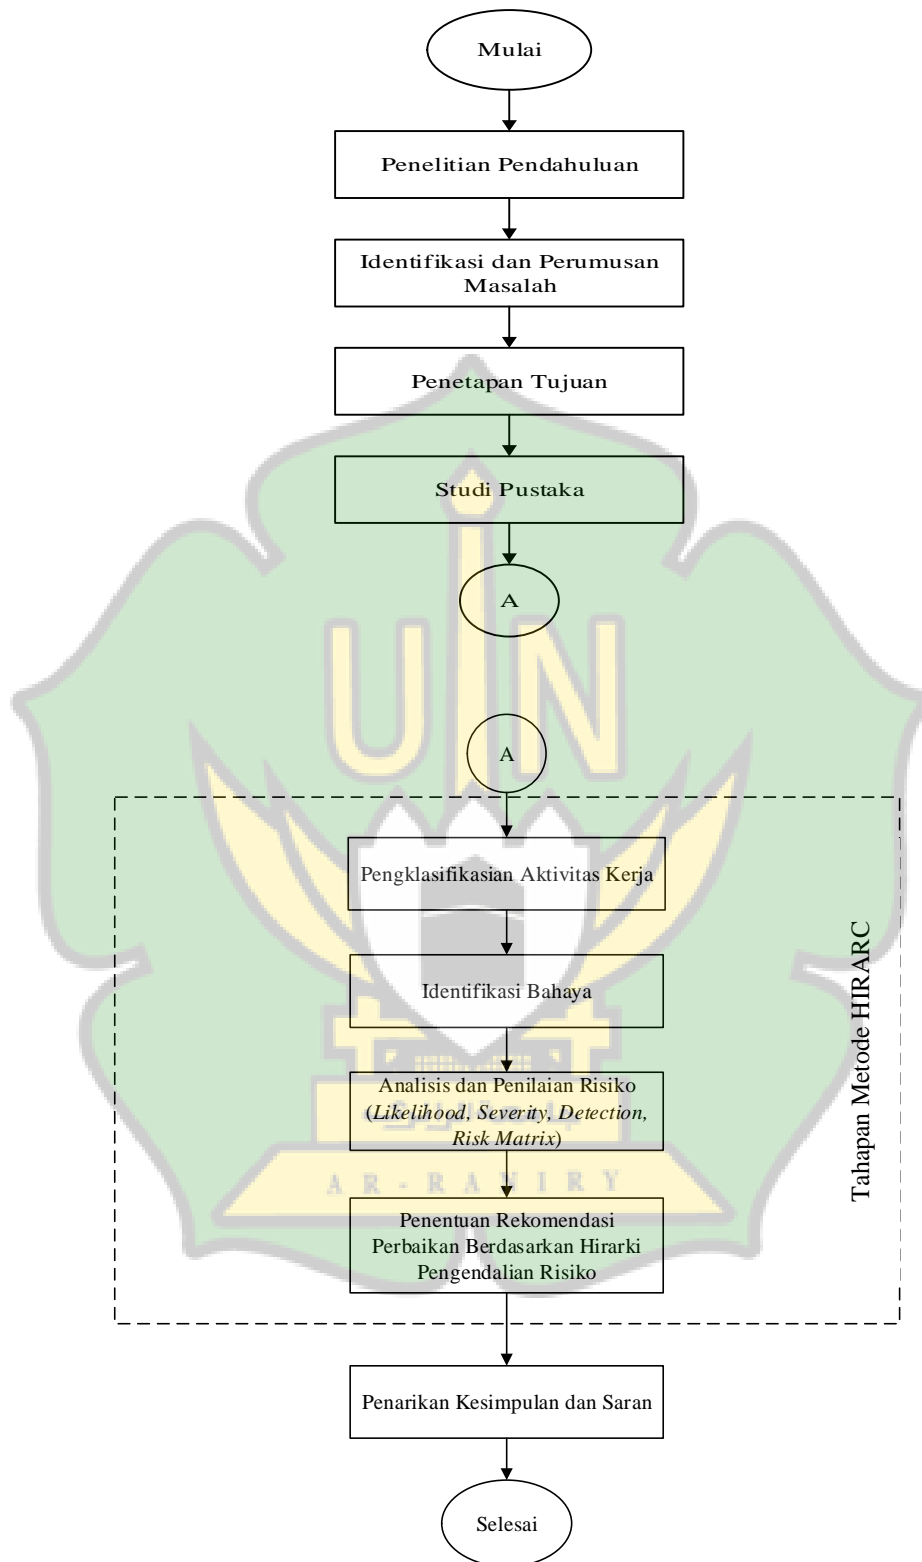 Mulai
Penelitian Pendahuluan
Identifikasi dan Perumusan
Masalah
Penetapan Tujuan
Studi Pustaka
A
UIN
A
Pengklasifikasian Aktivitas Kerja
Identifikasi Bahaya
Analisis dan Penilaian Risiko
(Likelihood, Severity, Detection,
Risk Matrix)
AR-RANIRY
Penentuan Rekomendasi
Perbaikan Berdasarkan Hirarki
Pengendalian Risiko
Tahapan Metode HIRARC
Penarikan Kesimpulan dan Saran
Selesai